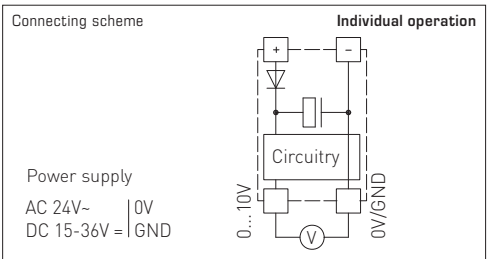 Connecting scheme
Individual operation
+
−
Circuitry
Power supply
AC 24V~ 0V
DC 15-36V = GND
0...10V
0V/GND
V